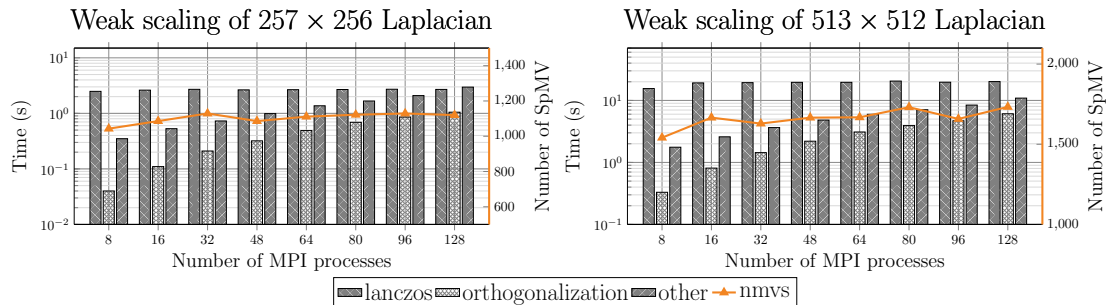 Weak scaling of 257 × 256 Laplacian
Time (s)
10^1
10^0
10^−1
10^−2
1,400
1,200
1,000
800
600
Number of SpMV
8 16 32 48 64 80 96 128
Number of MPI processes
Weak scaling of 513 × 512 Laplacian
Time (s)
10^1
10^0
10^−1
2,000
1,500
1,000
Number of SpMV
8 16 32 48 64 80 96 128
Number of MPI processes
lanczos orthogonalization other nmvs